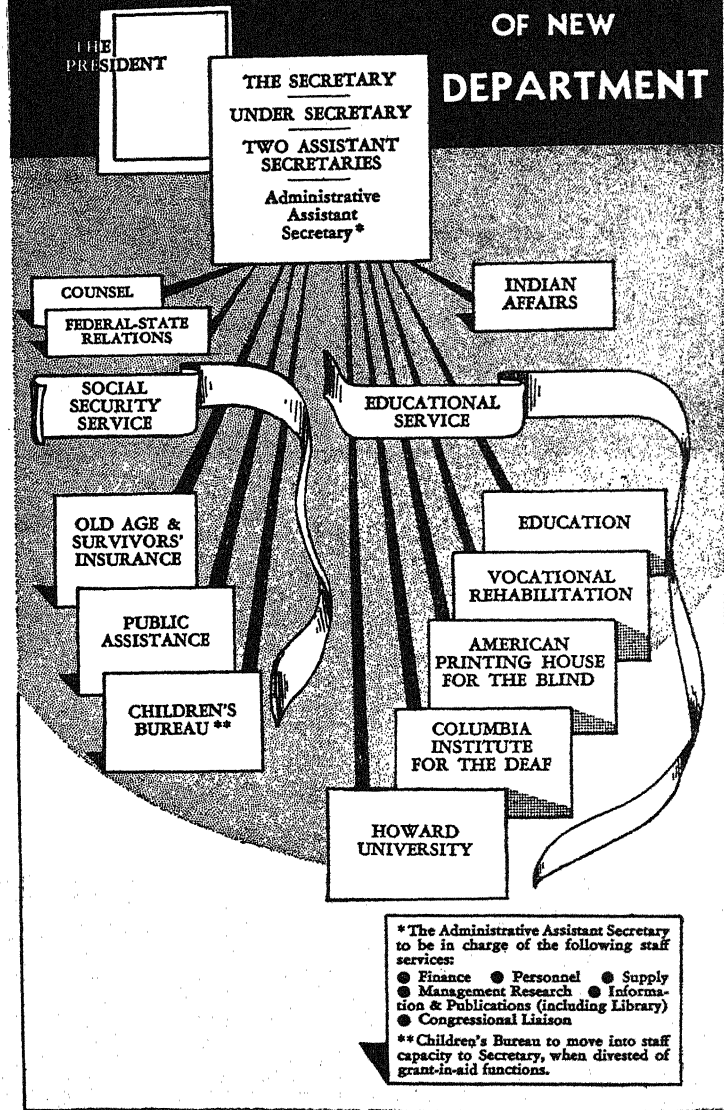 OF NEW
DEPARTMENT
THE
PRESIDENT
THE SECRETARY
UNDER SECRETARY
TWO ASSISTANT
SECRETARIES
Administrative
Assistant
Secretary*
COUNSEL
FEDERAL-STATE
RELATIONS
INDIAN
AFFAIRS
SOCIAL
SECURITY
SERVICE
OLD AGE &
SURVIVORS'
INSURANCE
PUBLIC
ASSISTANCE
CHILDREN'S
BUREAU **
EDUCATIONAL
SERVICE
EDUCATION
VOCATIONAL
REHABILITATION
AMERICAN
PRINTING HOUSE
FOR THE BLIND
COLUMBIA
INSTITUTE
FOR THE DEAF
HOWARD
UNIVERSITY
* The Administrative Assistant Secretary
to be in charge of the following staff
services:
● Finance ● Personnel ● Supply
● Management Research ● Informa-
tion & Publications (including Library)
● Congressional Liaison
** Children's Bureau to move into staff
capacity to Secretary, when divested of
grant-in-aid functions.